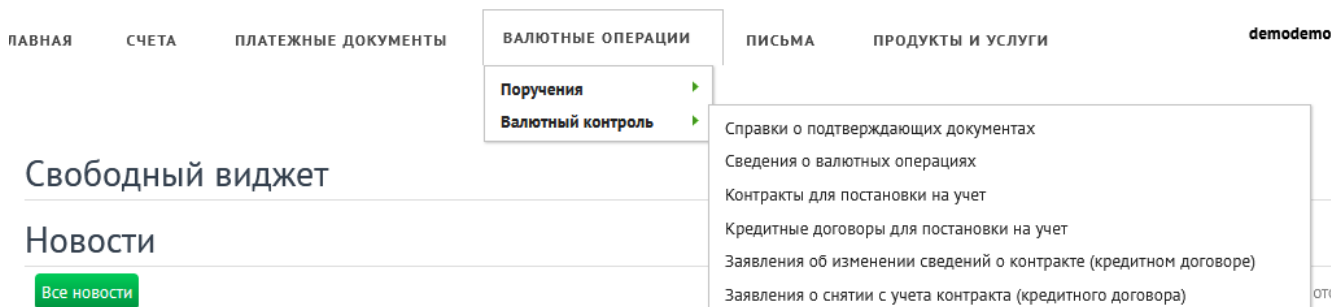 ЛАВНАЯ СЧЕТА ПЛАТЕЖНЫЕ ДОКУМЕНТЫ ВАЛЮТНЫЕ ОПЕРАЦИИ ПИСЬМА ПРОДУКТЫ И УСЛУГИ demodemo
Поручения
Валютный контроль
Справки о подтверждающих документах
Сведения о валютных операциях
Контракты для постановки на учет
Кредитные договоры для постановки на учет
Заявления об изменении сведений о контракте (кредитном договоре)
Заявления о снятии с учета контракта (кредитного договора)
Свободный виджет
Новости
Все новости